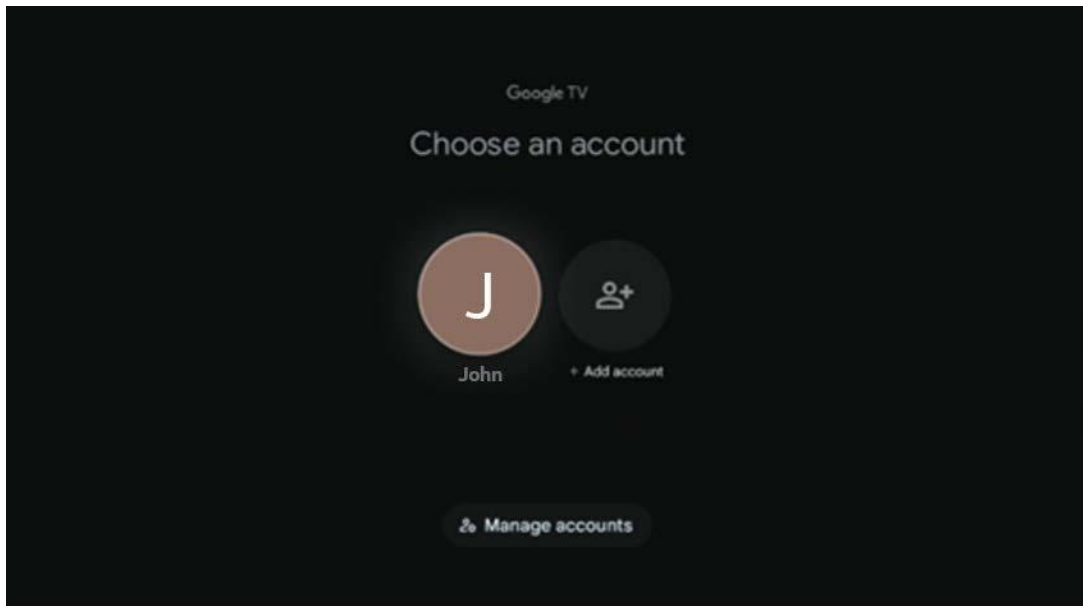 Google TV
Choose an account
J
John
+ Add account
Manage accounts